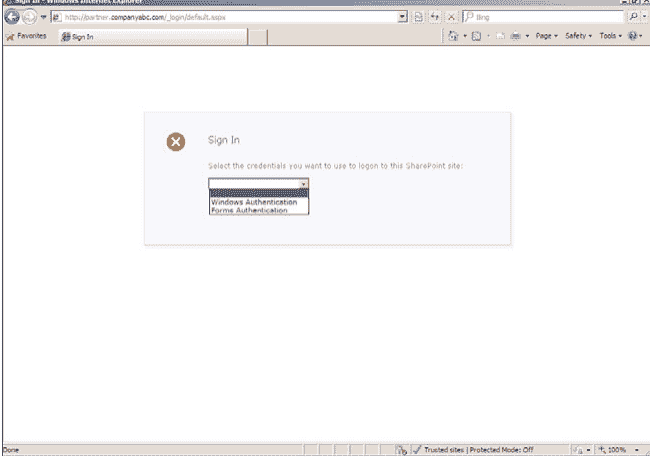 Sign In - Windows Internet Explorer
http://partner.companyabc.com/_login/default.aspx
Bing
Favorites
Sign In
Page
Safety
Tools
Sign In
Select the credentials you want to use to logon to this SharePoint site:
Windows Authentication
Forms Authentication
Done
Trusted sites | Protected Mode: Off
100%